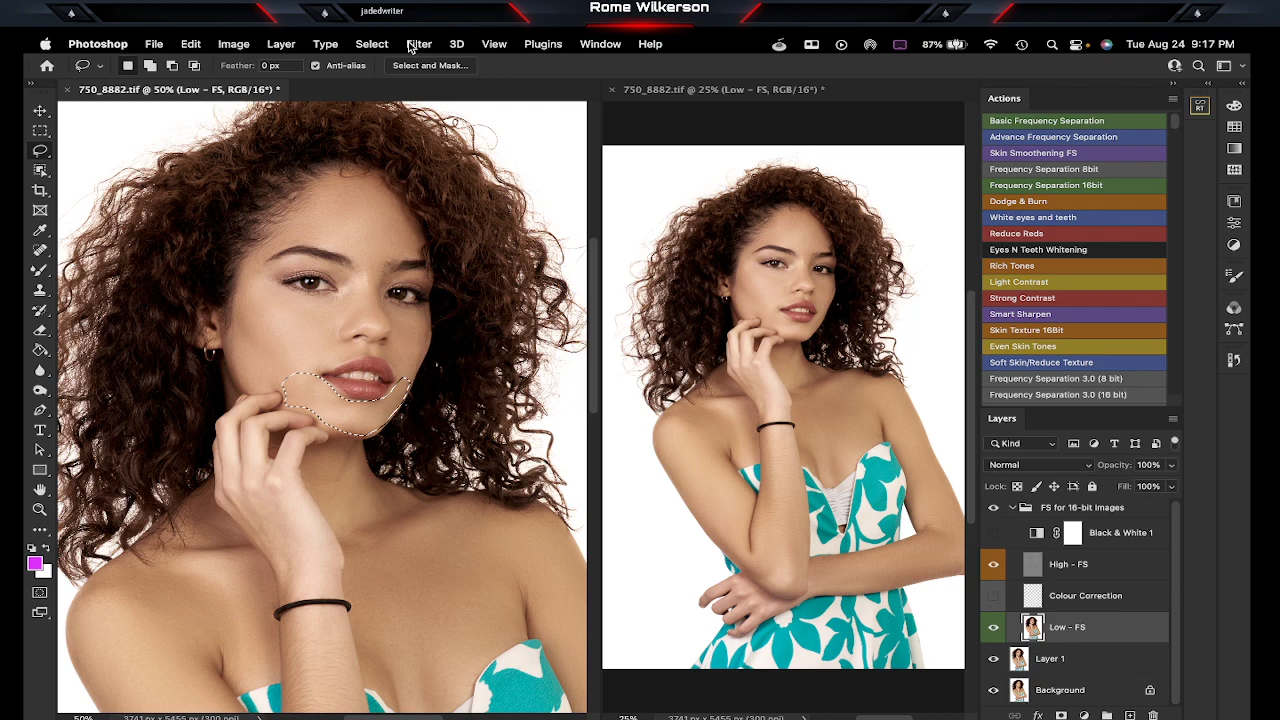 jadedwriter
Rome Wilkerson
Photoshop File Edit Image Layer Type Select Filter 3D View Plugins Window Help 87% Tue Aug 24 9:17 PM
Feather: 0 px Anti-alias Select and Mask...
750_8882.tif @ 50% (Low - FS, RGB/16*) *
750_8882.tif @ 25% (Low - FS, RGB/16*) *
Actions
Basic Frequency Separation
Advance Frequency Separation
Skin Smoothening FS
Frequency Separation 8bit
Frequency Separation 16bit
Dodge & Burn
White eyes and teeth
Reduce Reds
Eyes N Teeth Whitening
Rich Tones
Light Contrast
Strong Contrast
Smart Sharpen
Skin Texture 16Bit
Even Skin Tones
Soft Skin/Reduce Texture
Frequency Separation 3.0 (8 bit)
Frequency Separation 3.0 (16 bit)
RT
Layers
Kind
Normal Opacity: 100%
Lock: Fill: 100%
FS for 16-bit Images
Black & White 1
High - FS
Colour Correction
Low - FS
Layer 1
Background
50% 3741 px x 5455 px (300 ppi)
25% 3741 px x 5455 px (300 ppi)
fx